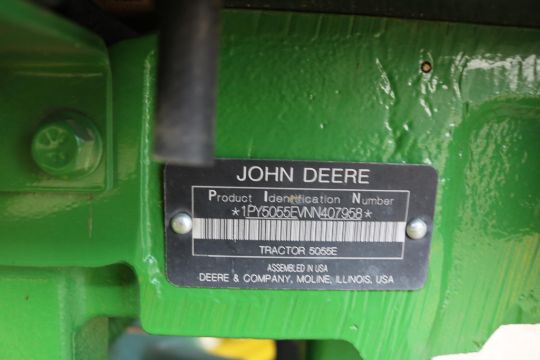 JOHN DEERE
Product Identification Number
*1PY5055EVNN407958*
TRACTOR 5055E
ASSEMBLED IN USA
DEERE & COMPANY, MOLINE, ILLINOIS, USA